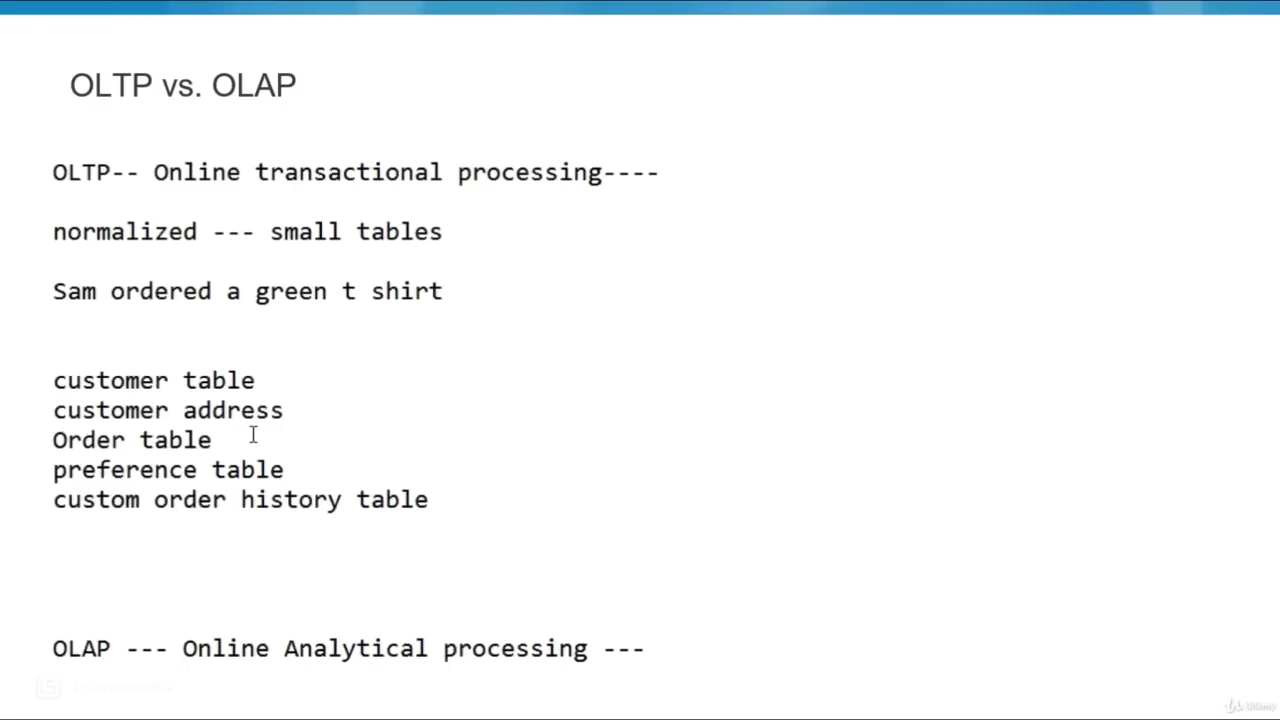 OLTP vs. OLAP
OLTP-- Online transactional processing----
normalized --- small tables
Sam ordered a green t shirt
customer table
customer address
Order table
preference table
custom order history table
OLAP --- Online Analytical processing ---
Udemy